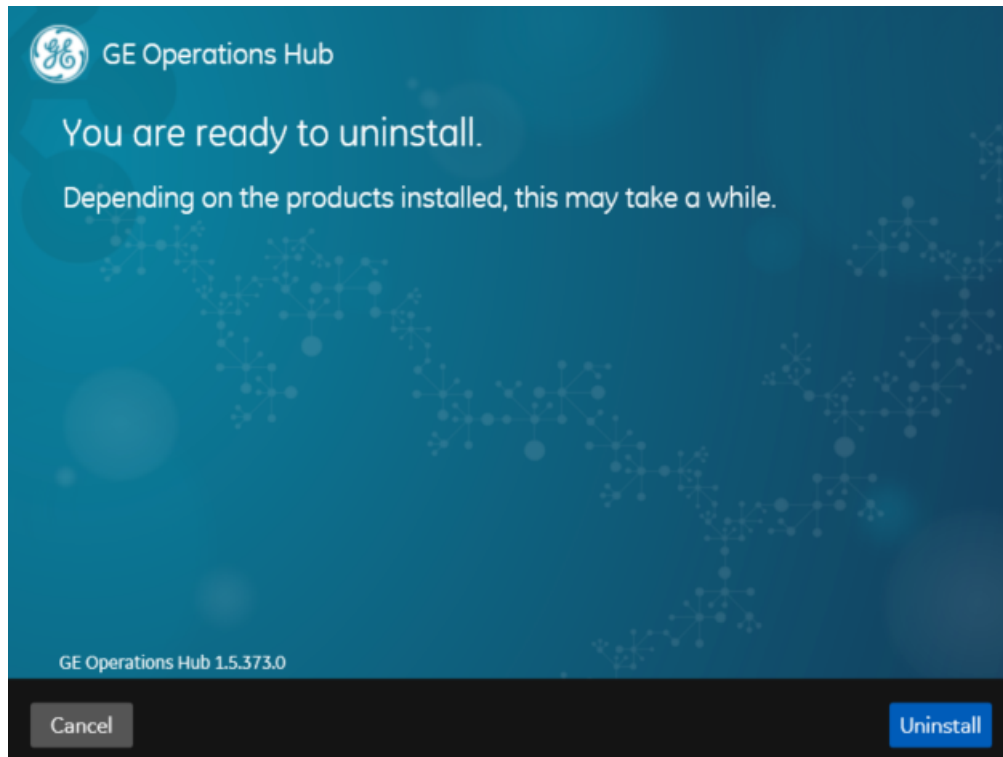 GE Operations Hub
You are ready to uninstall.
Depending on the products installed, this may take a while.
GE Operations Hub 1.5.373.0
Cancel
Uninstall